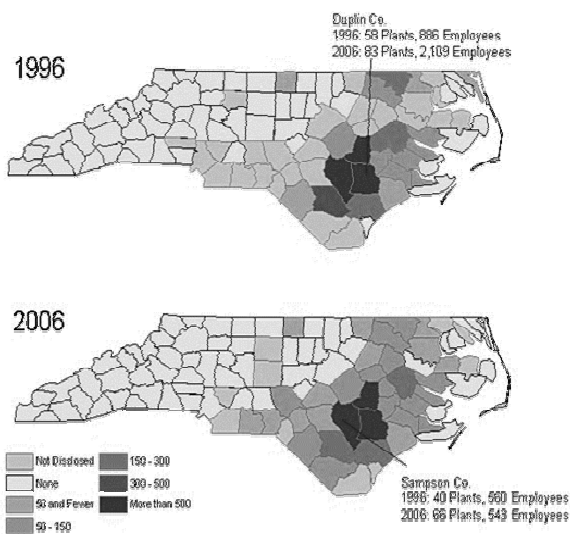 Duplin Co.
1996: 58 Plants, 886 Employees
2006: 83 Plants, 2,109 Employees
1996
2006
Not Disclosed
None
50 and Fewer
50 - 150
150 - 300
300 - 500
More than 500
Sampson Co.
1996: 40 Plants, 560 Employees
2006: 66 Plants, 543 Employees